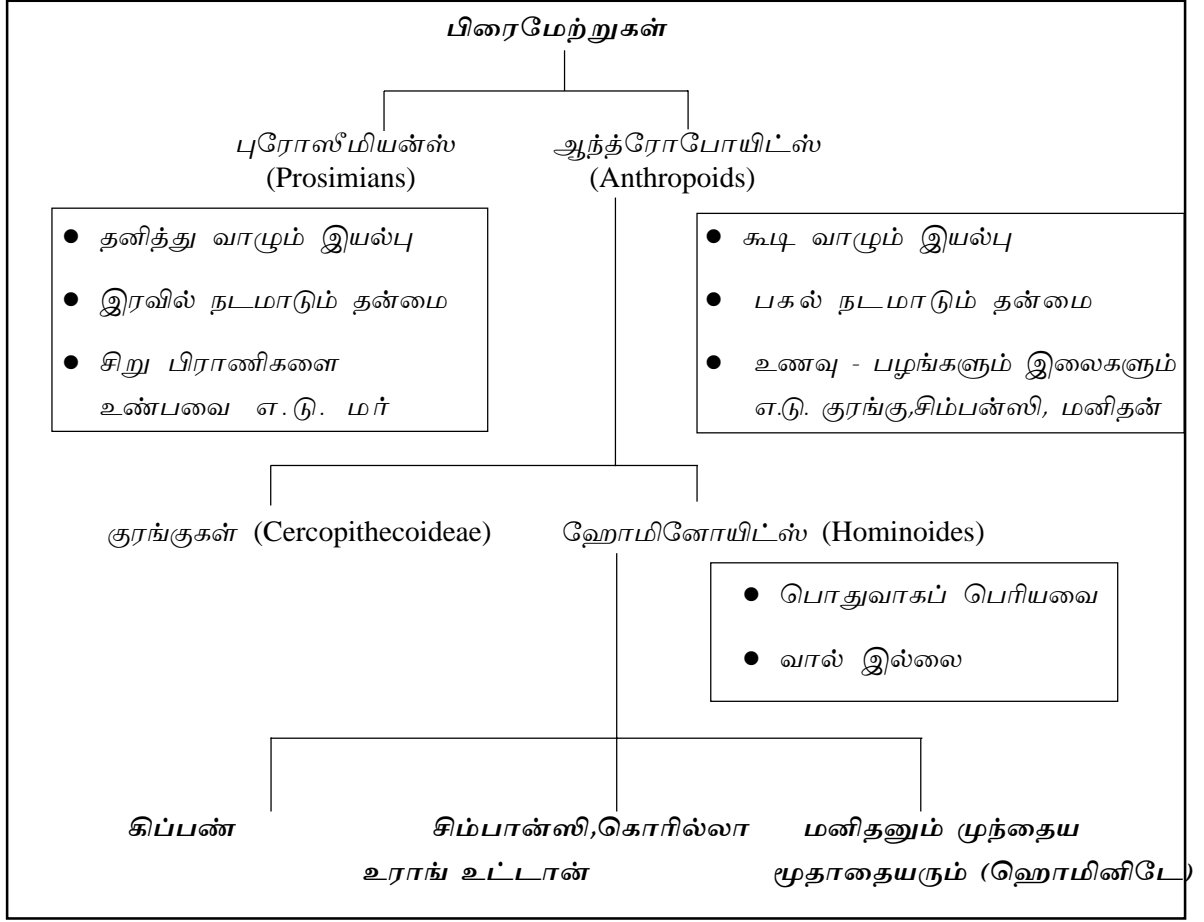 பிரைமேற்றுகள்
புரோஸீமியன்ஸ்
(Prosimians)
ஆந்த்ரோபோயிட்ஸ்
(Anthropoids)
● தனித்து வாழும் இயல்பு
● இரவில் நடமாடும் தன்மை
● சிறு பிராணிகளை
உண்பவை எ.டு. மர்
● கூடி வாழும் இயல்பு
● பகல் நடமாடும் தன்மை
● உணவு - பழங்களும் இலைகளும்
எ.டு. குரங்கு,சிம்பன்ஸி, மனிதன்
குரங்குகள் (Cercopithecoideae)
ஹோமினோயிட்ஸ் (Hominoides)
● பொதுவாகப் பெரியவை
● வால் இல்லை
கிப்பண்
சிம்பான்ஸி,கொரில்லா
உராங் உட்டான்
மனிதனும் முந்தைய
மூதாதையரும் (ஹொமினிடே)